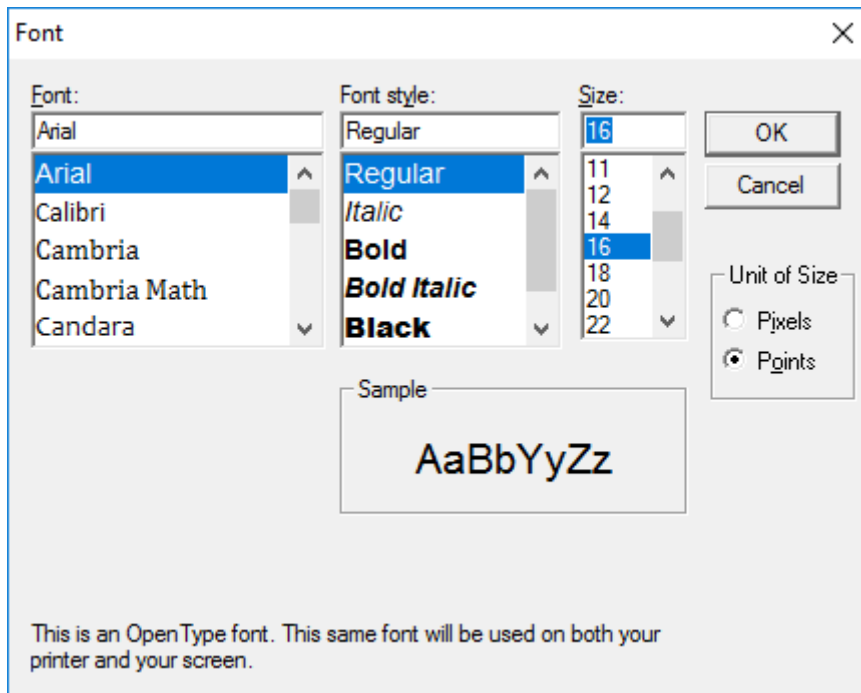 Font
Font:
Arial
Arial
Calibri
Cambria
Cambria Math
Candara
Font style:
Regular
Regular
Italic
Bold
Bold Italic
Black
Size:
16
11
12
14
16
18
20
22
OK
Cancel
Unit of Size
Pixels
Points
Sample
AaBbYyZz
This is an OpenType font. This same font will be used on both your
printer and your screen.